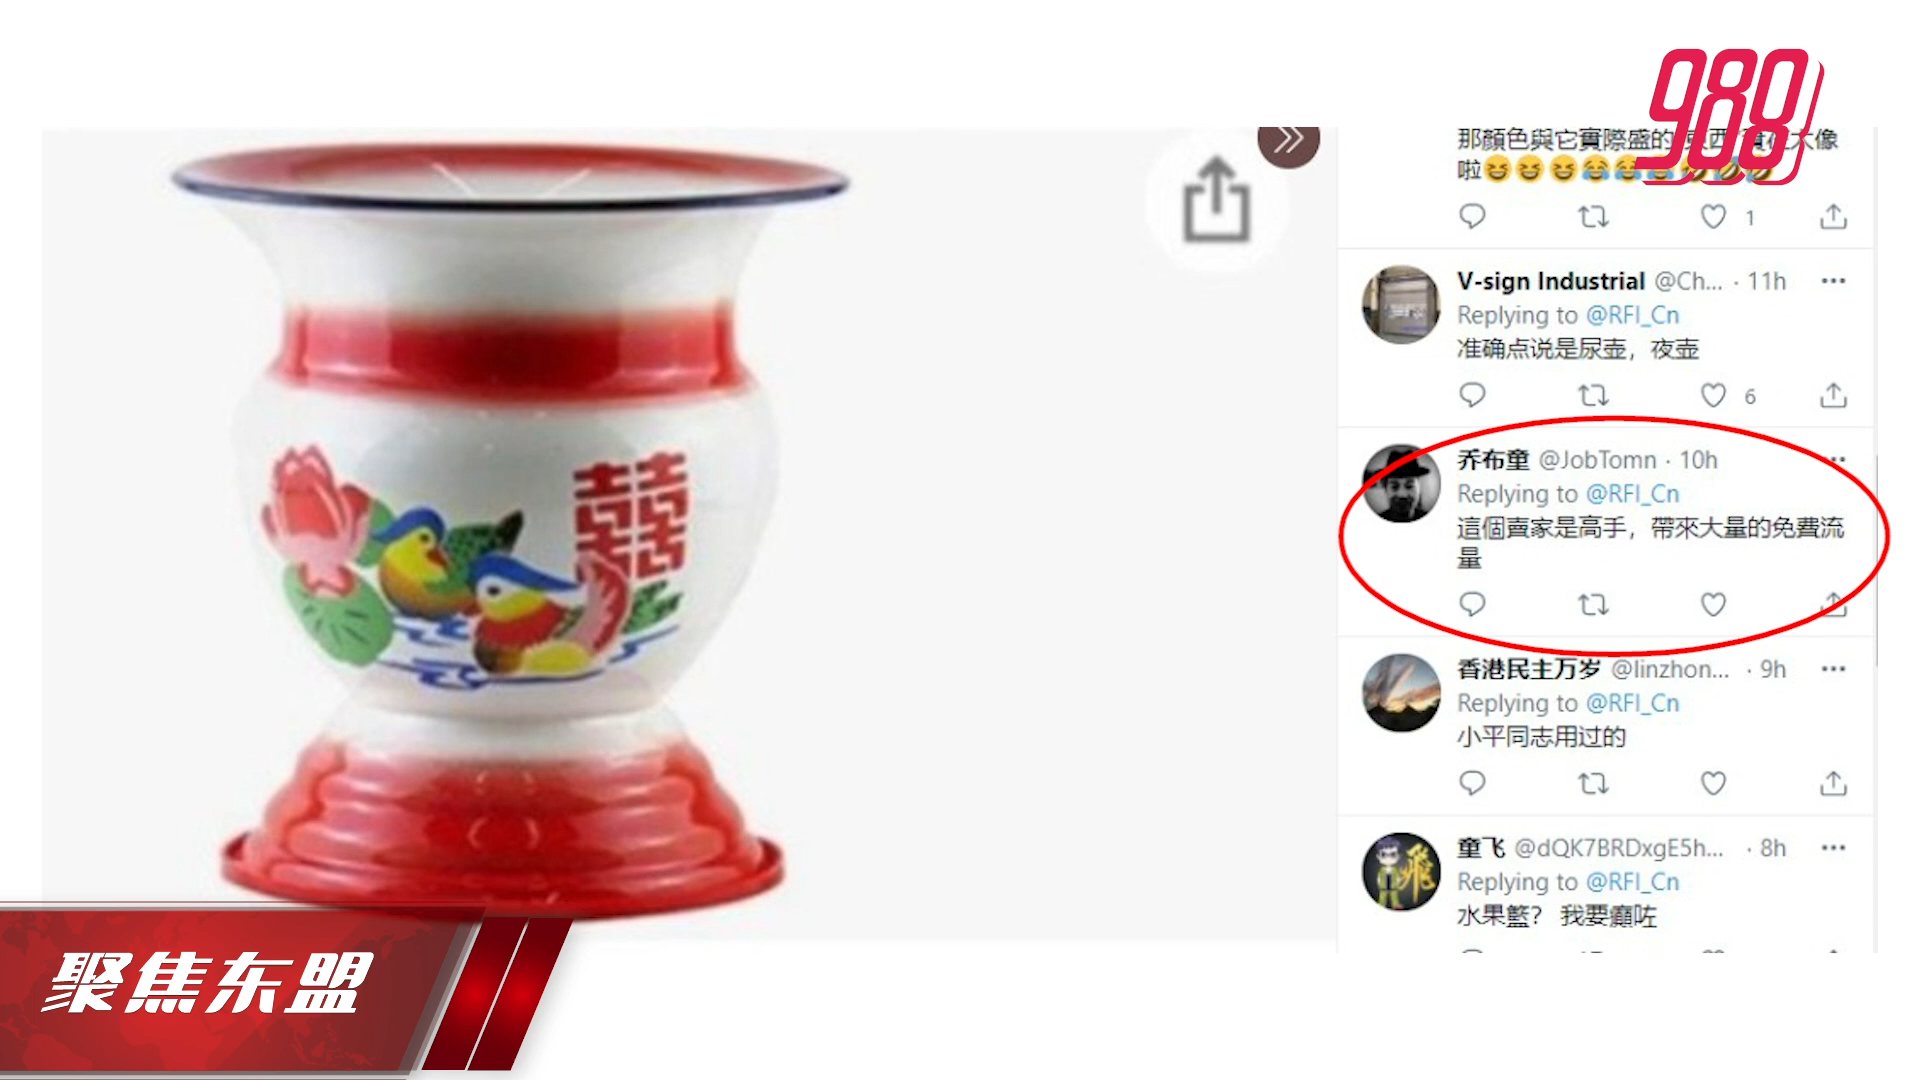 988
那顏色與它實際盛的
太像
啦😆😆😆😂😂😂🤣🤣🤣
1
V-sign Industrial @Ch... · 11h
Replying to @RFI_Cn
准确点说是尿壶，夜壶
6
乔布童 @JobTomn · 10h
Replying to @RFI_Cn
這個賣家是高手，帶來大量的免費流
量
香港民主万岁 @linzhon... · 9h
Replying to @RFI_Cn
小平同志用过的
童飞 @dQK7BRDxgE5h... · 8h
Replying to @RFI_Cn
水果籃？ 我要癲咗
囍
飛
聚焦东盟